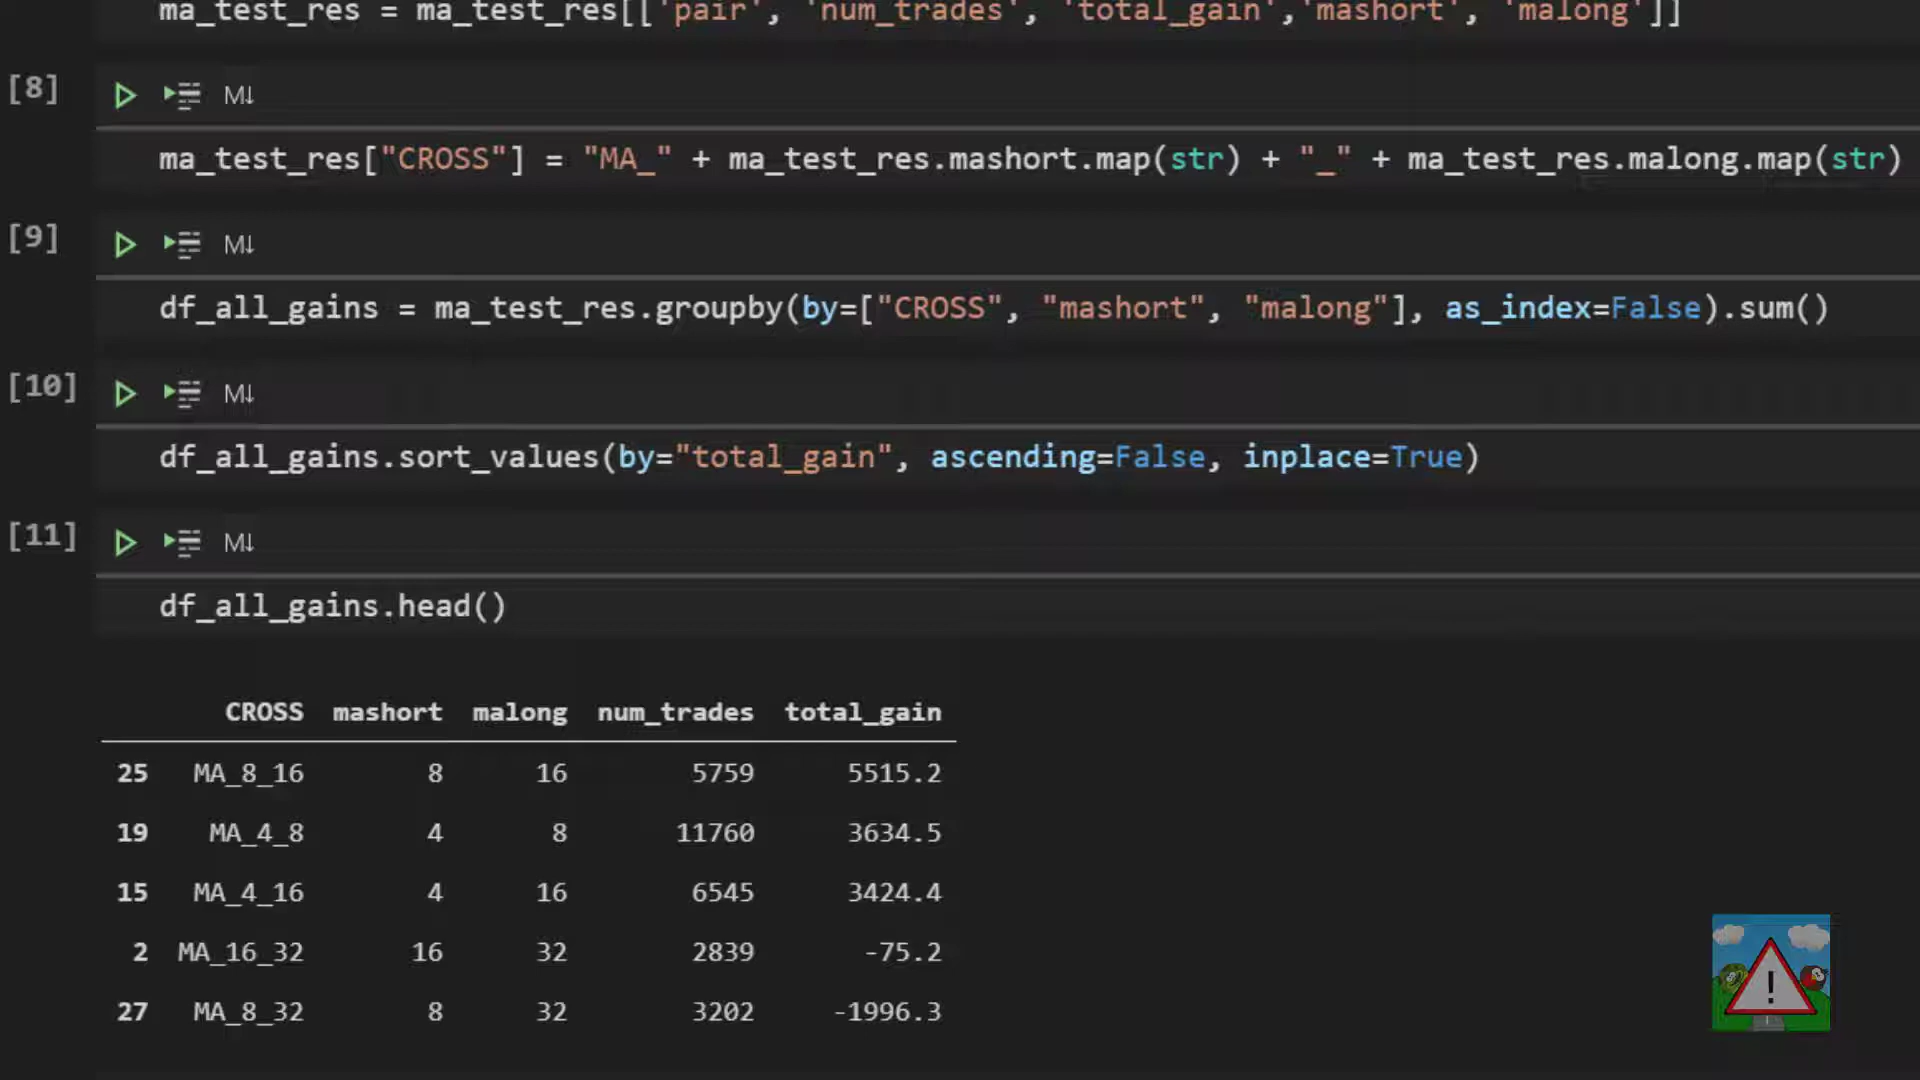 ma_test_res = ma_test_res[['pair', 'num_trades', 'total_gain','mashort', 'malong']]
[8]
M↓
ma_test_res["CROSS"] = "MA_" + ma_test_res.mashort.map(str) + "_" + ma_test_res.malong.map(str)
[9]
M↓
df_all_gains = ma_test_res.groupby(by=["CROSS", "mashort", "malong"], as_index=False).sum()
[10]
M↓
df_all_gains.sort_values(by="total_gain", ascending=False, inplace=True)
[11]
M↓
df_all_gains.head()
CROSS mashort malong num_trades total_gain
25 MA_8_16 8 16 5759 5515.2
19 MA_4_8 4 8 11760 3634.5
15 MA_4_16 4 16 6545 3424.4
2 MA_16_32 16 32 2839 -75.2
27 MA_8_32 8 32 3202 -1996.3
!